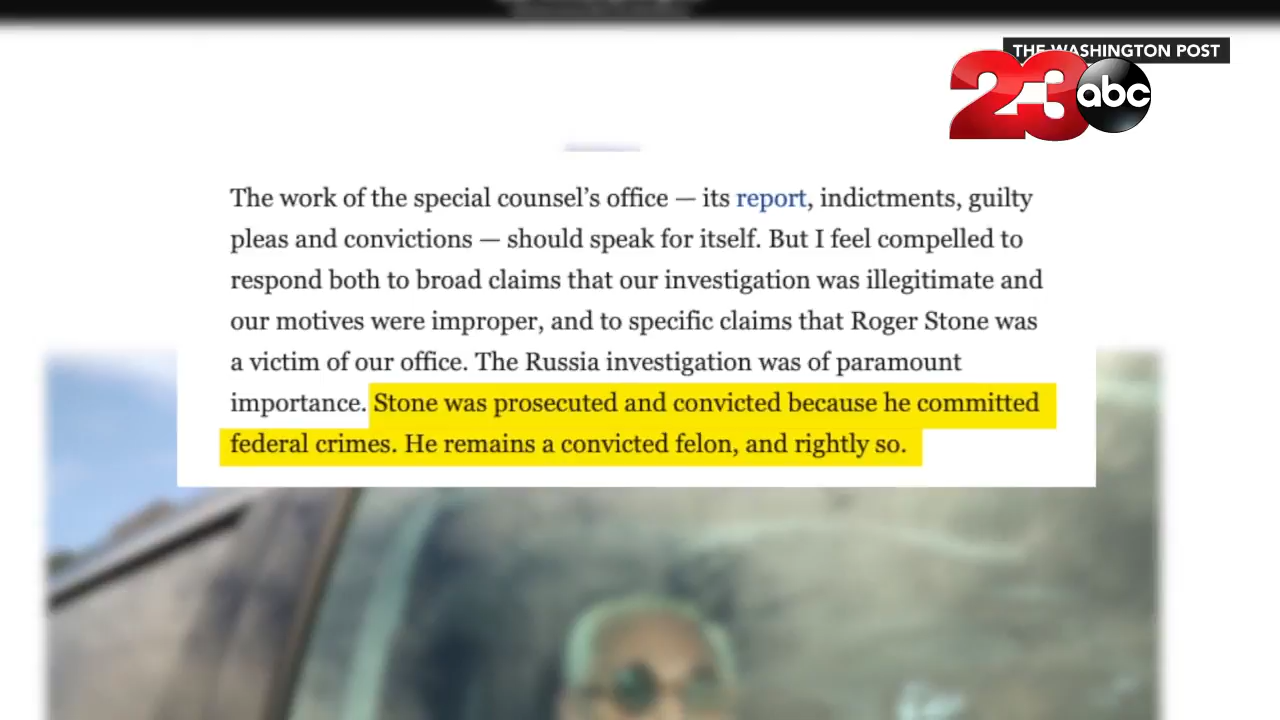 THE WASHINGTON POST
23 abc
The work of the special counsel’s office — its report, indictments, guilty
pleas and convictions — should speak for itself. But I feel compelled to
respond both to broad claims that our investigation was illegitimate and
our motives were improper, and to specific claims that Roger Stone was
a victim of our office. The Russia investigation was of paramount
importance. Stone was prosecuted and convicted because he committed
federal crimes. He remains a convicted felon, and rightly so.